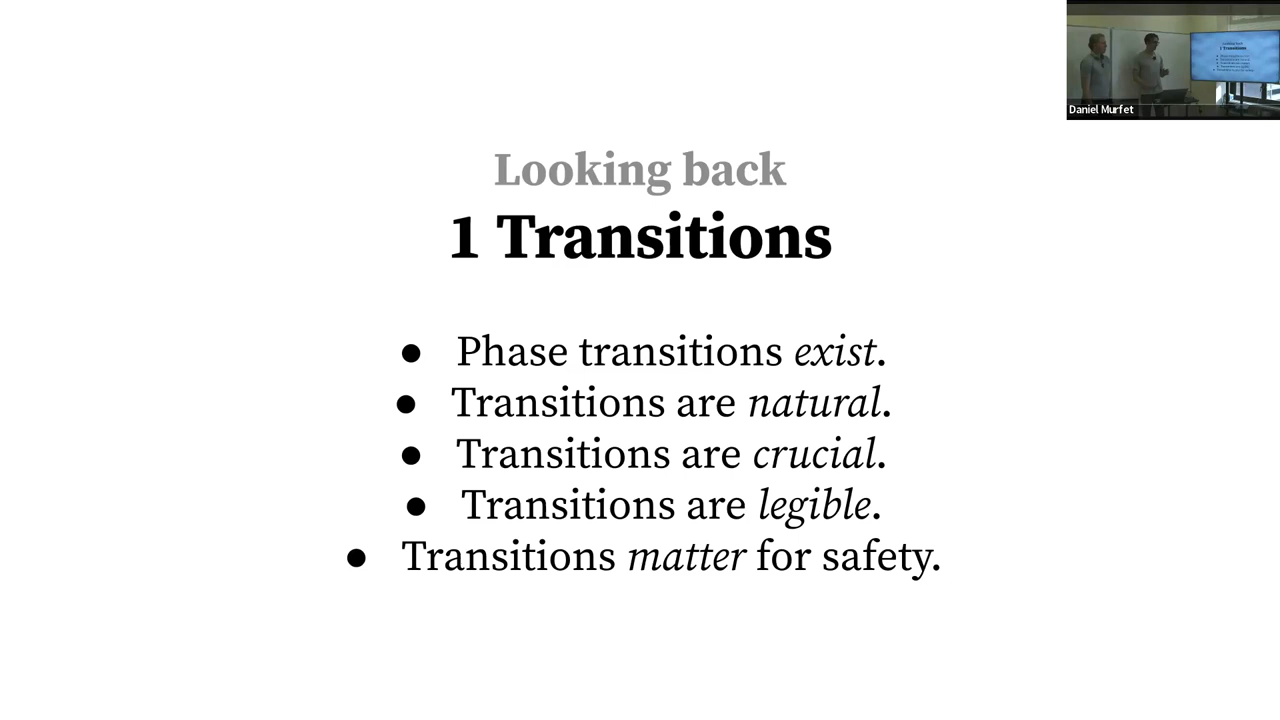 Daniel Murfet
Looking back
1 Transitions
● Phase transitions exist.
● Transitions are natural.
● Transitions are crucial.
● Transitions are legible.
● Transitions matter for safety.